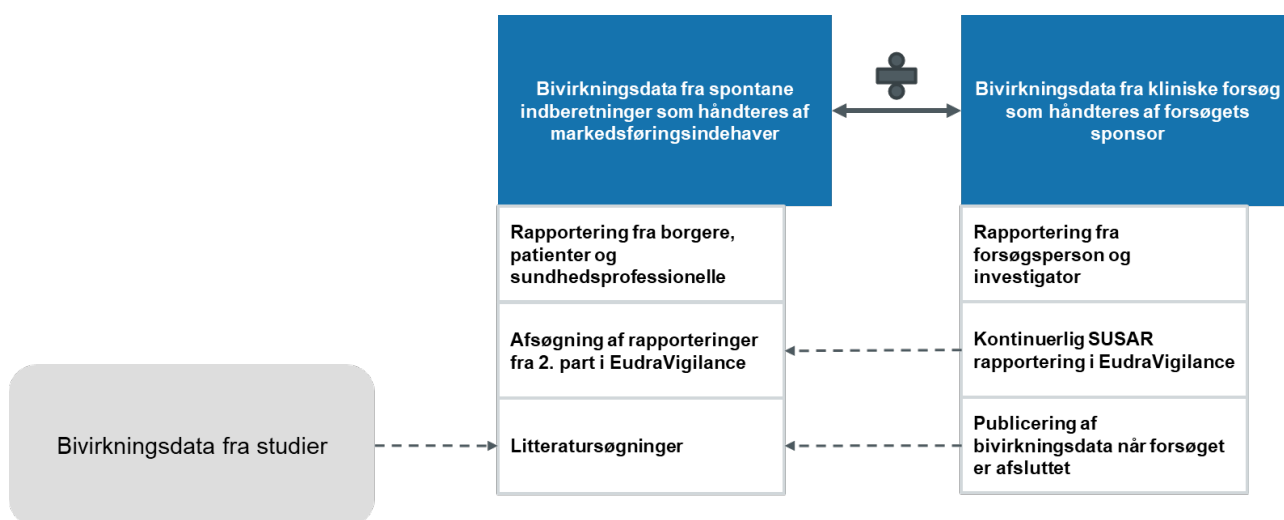 Bivirkningsdata fra spontane
indberetninger som håndteres af
markedsføringsindehaver
Bivirkningsdata fra kliniske forsøg
som håndteres af forsøgets
sponsor
Rapportering fra borgere,
patienter og
sundhedsprofessionelle
Rapportering fra
forsøgsperson og
investigator
Afsøgning af rapporteringer
fra 2. part i EudraVigilance
Kontinuerlig SUSAR
rapportering i EudraVigilance
Bivirkningsdata fra studier
Litteratursøgninger
Publicering af
bivirkningsdata når forsøget
er afsluttet